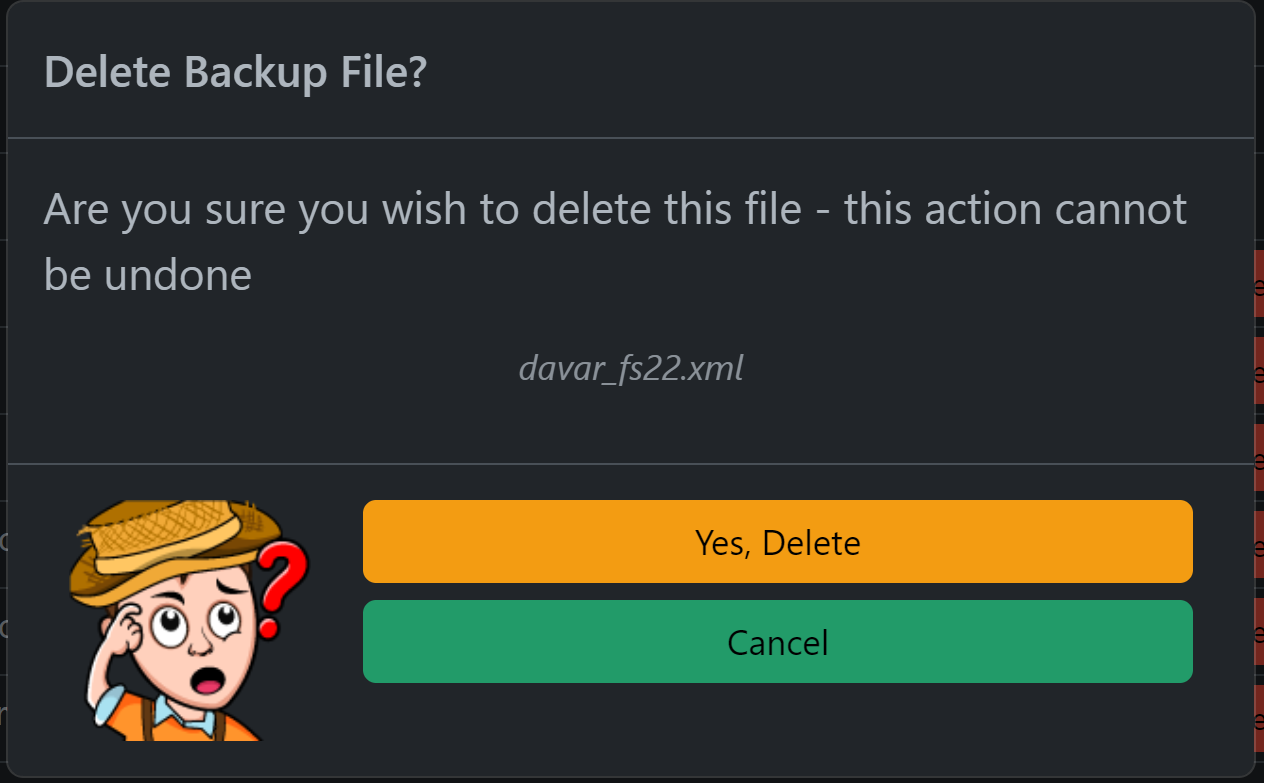 Delete Backup File?
Are you sure you wish to delete this file - this action cannot
be undone
davar_fs22.xml
?
Yes, Delete
Cancel